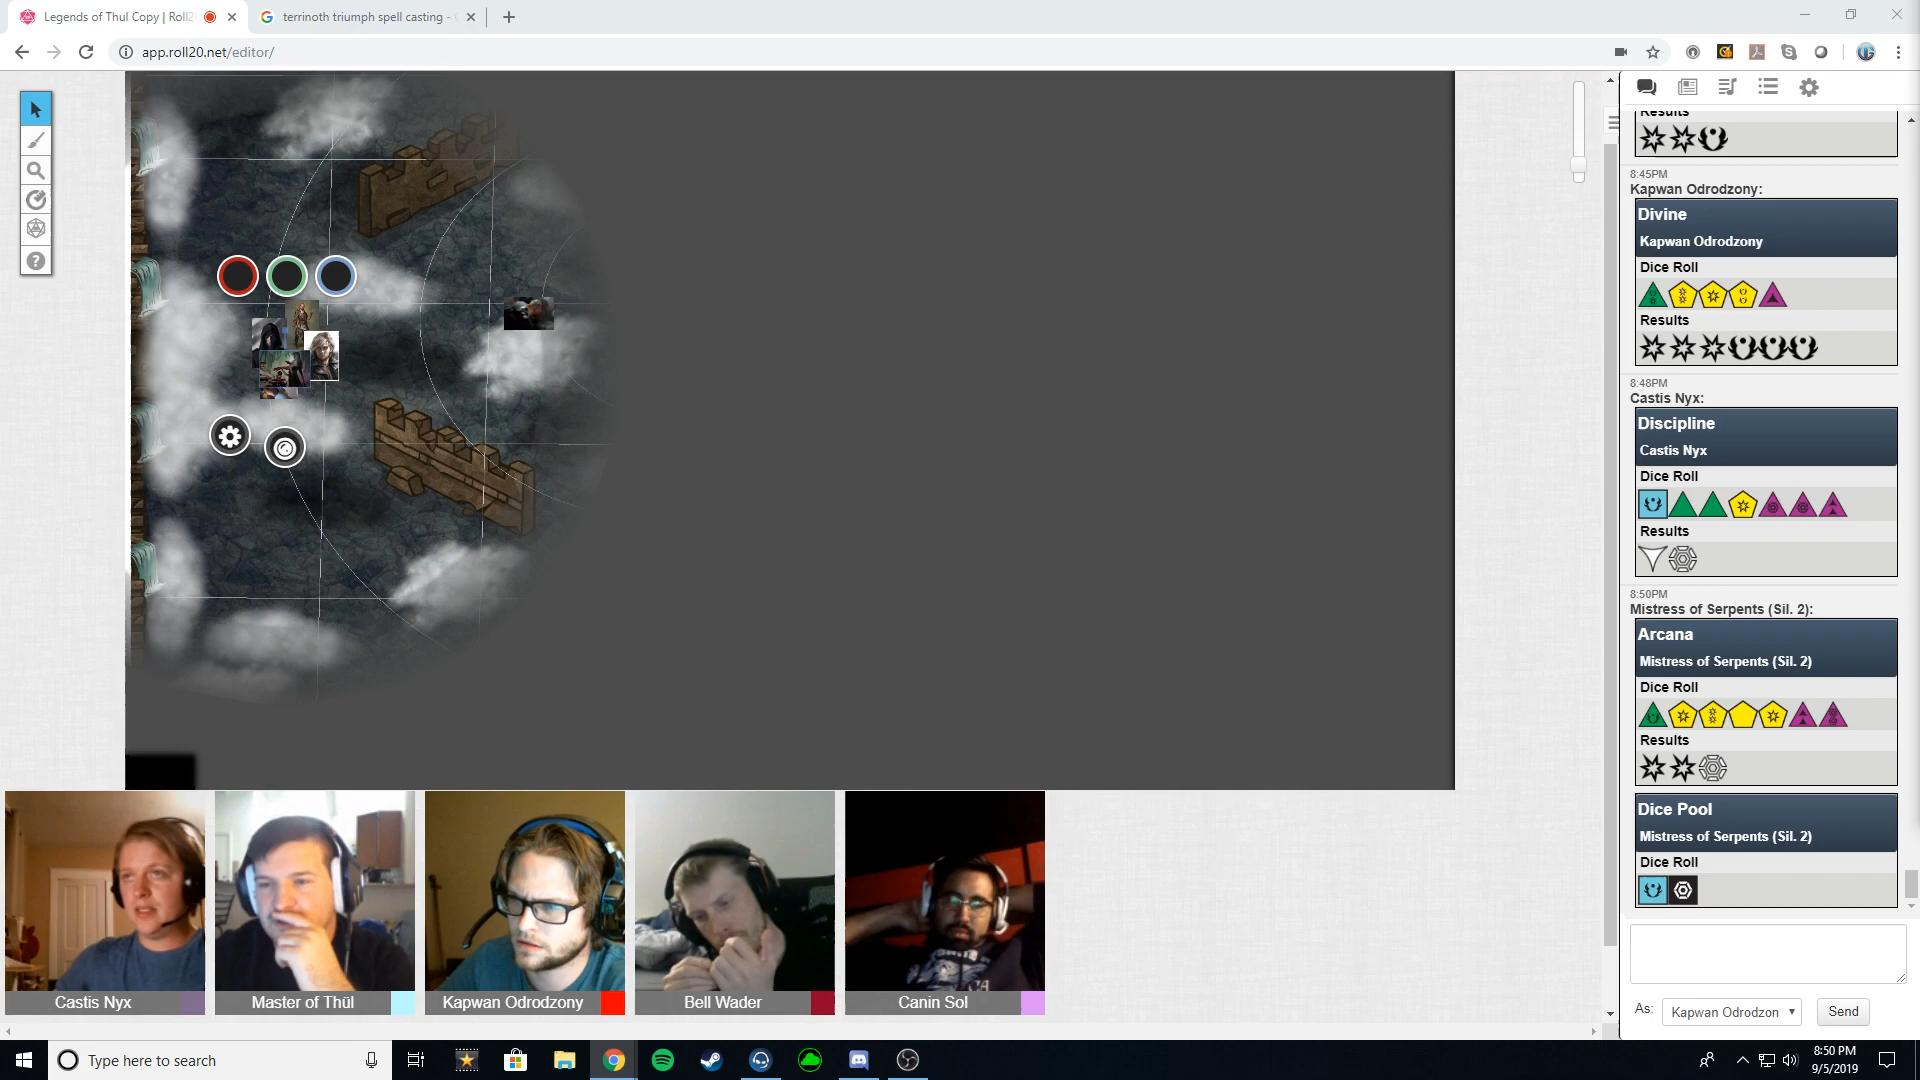 Legends of Thul Copy | Roll2
terrinoth triumph spell casting -
app.roll20.net/editor/
Results
8:45PM
Kapwan Odrodzony:
Divine
Kapwan Odrodzony
Dice Roll
Results
8:48PM
Castis Nyx:
Discipline
Castis Nyx
Dice Roll
Results
8:50PM
Mistress of Serpents (Sil. 2):
Arcana
Mistress of Serpents (Sil. 2)
Dice Roll
Results
Dice Pool
Mistress of Serpents (Sil. 2)
Dice Roll
As:
Kapwan Odrodzon
Send
Castis Nyx
Master of Thül
Kapwan Odrodzony
Bell Wader
Canin Sol
Type here to search
8:50 PM
9/5/2019